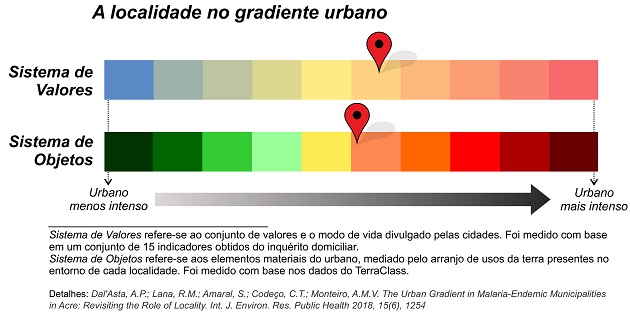 A localidade no gradiente urbano
Sistema de
Valores
Sistema de
Objetos
Urbano
menos intenso
Urbano
mais intenso
Sistema de Valores refere-se ao conjunto de valores e o modo de vida divulgado pelas cidades. Foi medido com base
em um conjunto de 15 indicadores obtidos do inquérito domiciliar.
Sistema de Objetos refere-se aos elementos materiais do urbano, mediado pelo arranjo de usos da terra presentes no
entorno de cada localidade. Foi medido com base nos dados do TerraClass.
Detalhes: Dal'Asta, A.P.; Lana, R.M.; Amaral, S.; Codeço, C.T.; Monteiro, A.M.V. The Urban Gradient in Malaria-Endemic Municipalities
in Acre: Revisiting the Role of Locality. Int. J. Environ. Res. Public Health 2018, 15(6), 1254